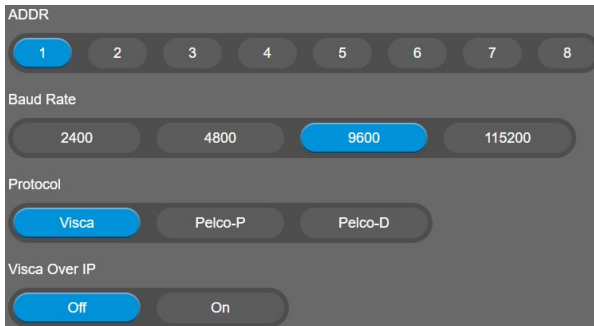 ADDR
1 2 3 4 5 6 7 8
Baud Rate
2400 4800 9600 115200
Protocol
Visca Pelco-P Pelco-D
Visca Over IP
Off On